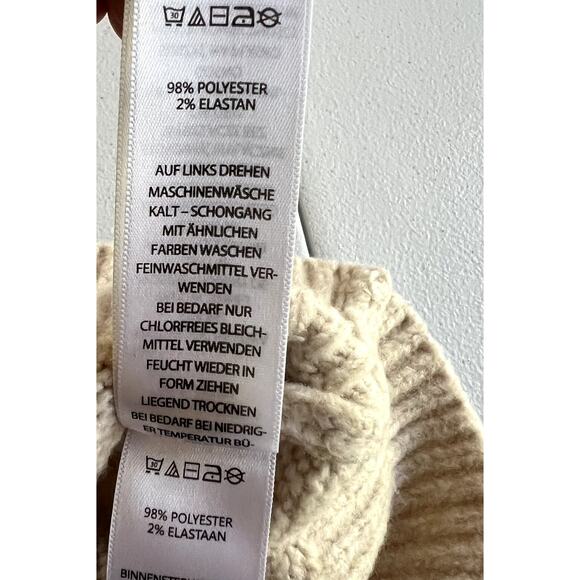 30
98% POLYESTER
2% ELASTAN
AUF LINKS DREHEN
MASCHINENWÄSCHE
KALT – SCHONGANG
MIT ÄHNLICHEN
FARBEN WASCHEN
FEINWASCHMITTEL VER-
WENDEN
BEI BEDARF NUR
CHLORFREIES BLEICH-
MITTEL VERWENDEN
FEUCHT WIEDER IN
FORM ZIEHEN
LIEGEND TROCKNEN
BEI BEDARF BEI NIEDRIG-
ER TEMPERATUR BÜ-
30
98% POLYESTER
2% ELASTAAN